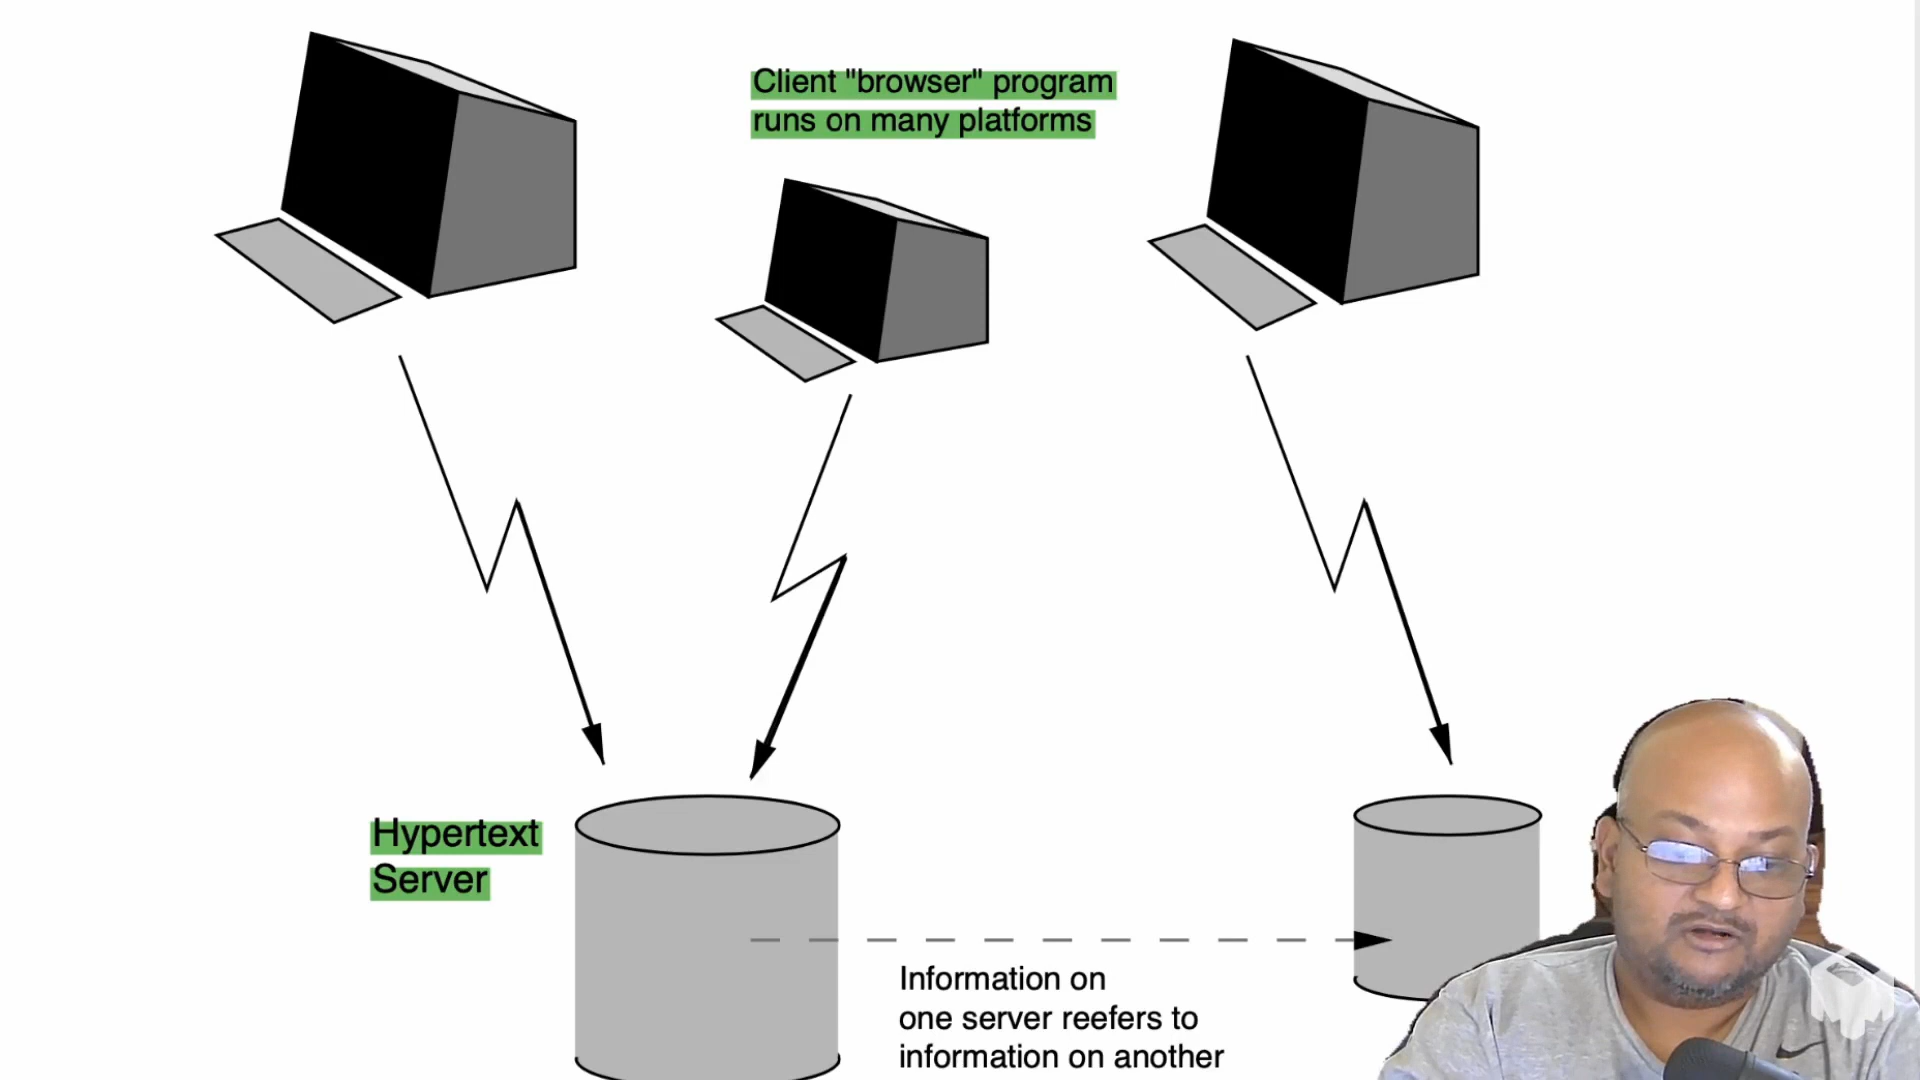 Client "browser" program
runs on many platforms
Hypertext
Server
Information on
one server reefers to
information on another